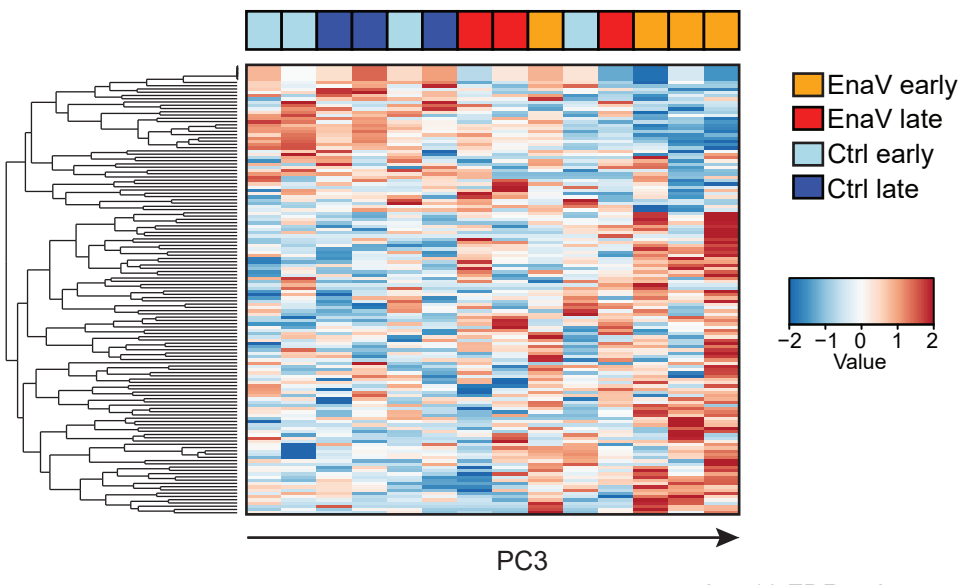 EnaV early
EnaV late
Ctrl early
Ctrl late
−2 −1 0 1 2
Value
PC3